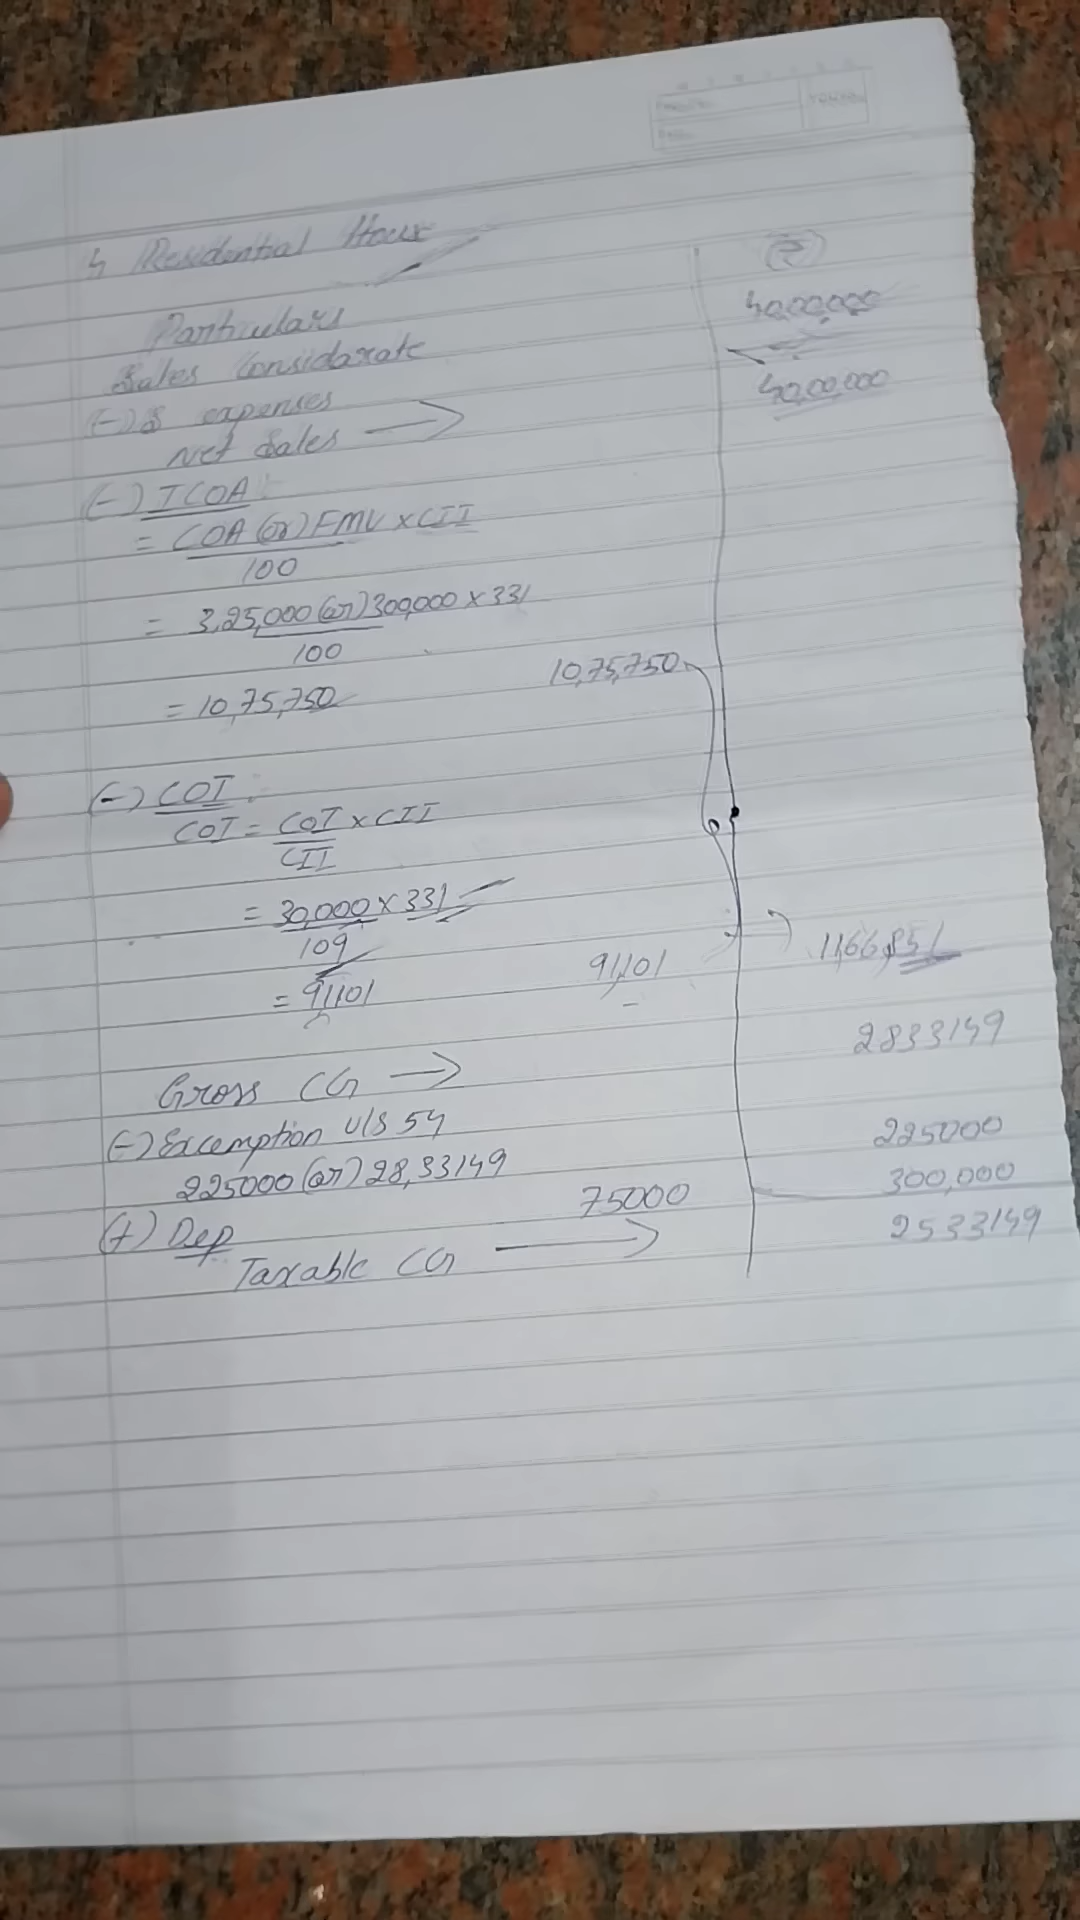 4 Residential House
Particulars (₹)
Sales Considarate 40,00,000
(-) S expenses
Net Sales → 40,00,000
(-) ICOA:
= COA (or) FMV x CII
100
= 3,25,000 (or) 300,000 x 331
100
= 10,75,750 10,75,750
(-) COI:
COI = COI x CII
CII
= 30,000 x 331
109
= 91,101 91,101 11,66,851
Gross CG → 2833149
(-) Excemption U/S 54
225000 (or) 28,33149 225000
(+) Dep 75000 300,000
Taxable CG → 2533149